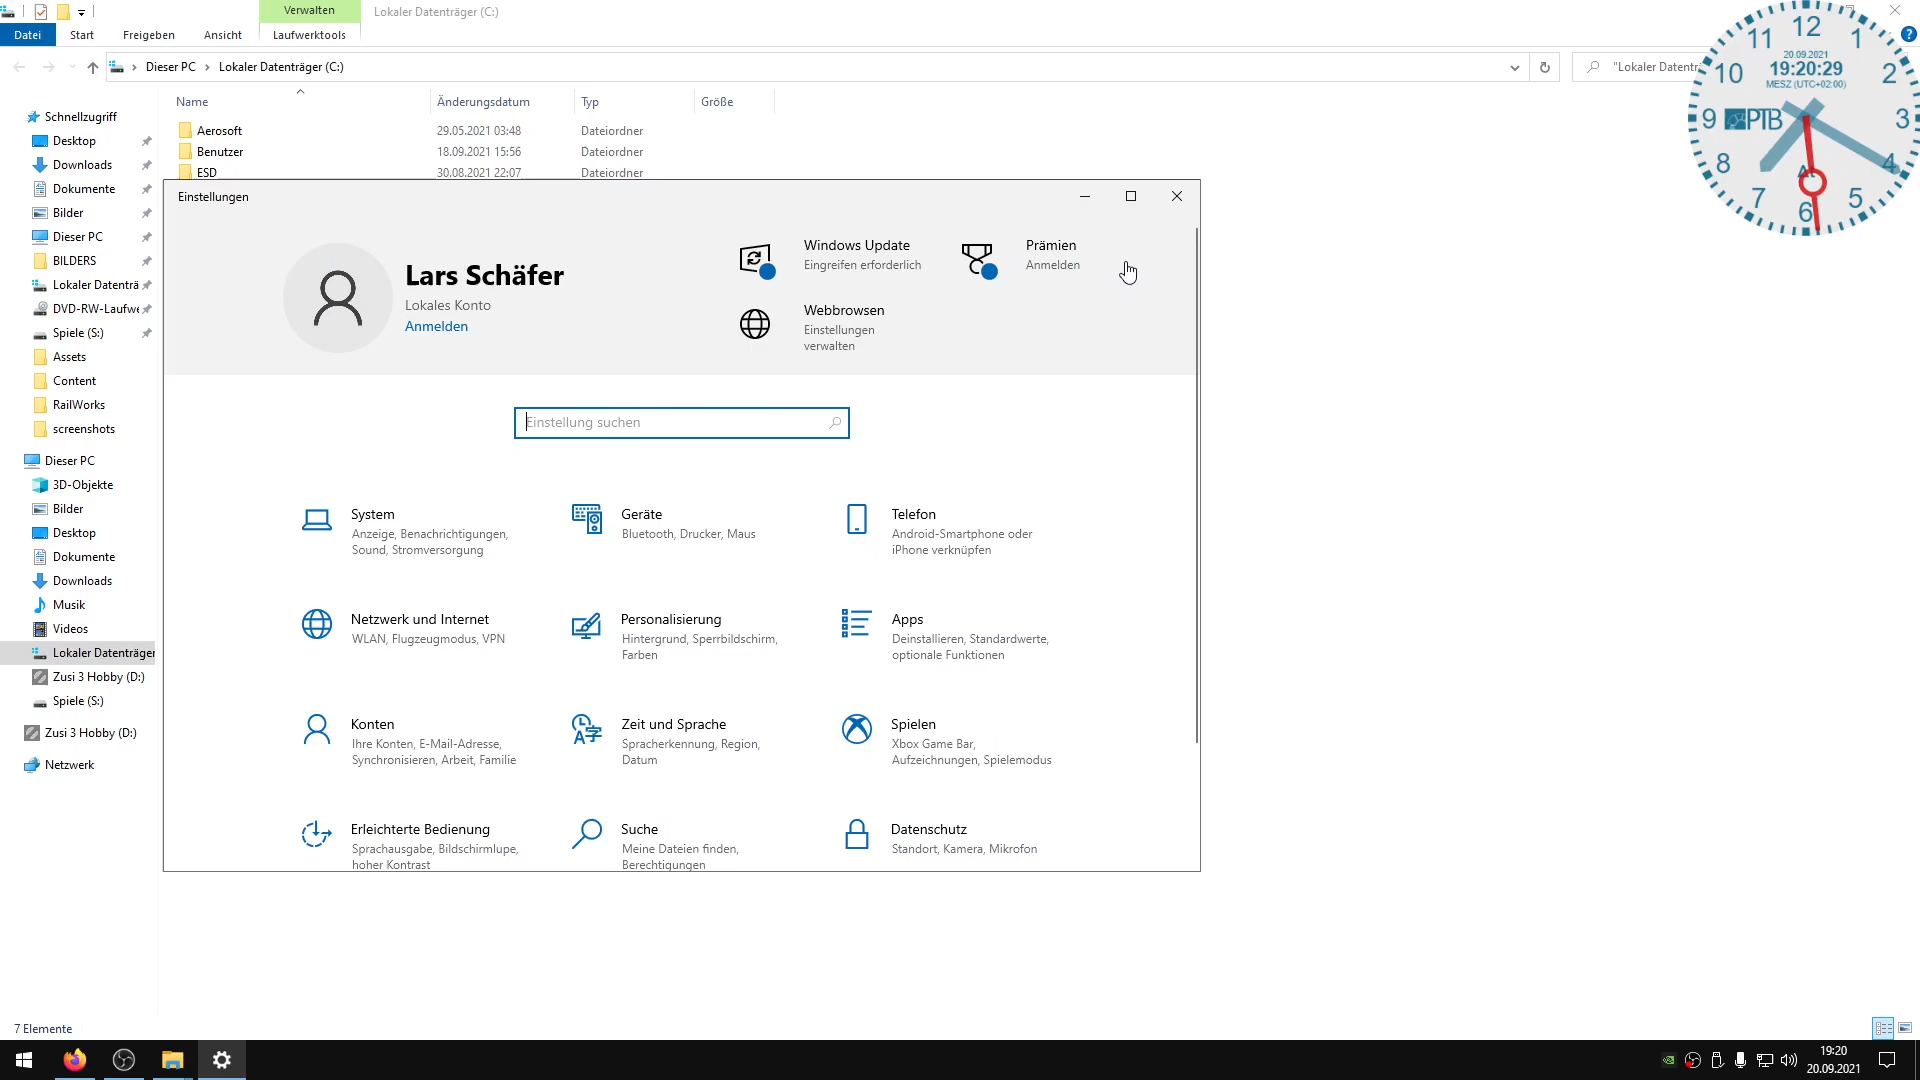 Verwalten
Lokaler Datenträger (C:)
Datei
Start
Freigeben
Ansicht
Laufwerktools
?
Dieser PC
Lokaler Datenträger (C:)
"Lokaler Datentr
Name
Änderungsdatum
Typ
Größe
Aerosoft
29.05.2021 03:48
Dateiordner
Benutzer
18.09.2021 15:56
Dateiordner
ESD
30.08.2021 22:07
Dateiordner
Schnellzugriff
Desktop
Downloads
Dokumente
Bilder
Dieser PC
BILDERS
Lokaler Datenträ
DVD-RW-Laufwe
Spiele (S:)
Assets
Content
RailWorks
screenshots
Dieser PC
3D-Objekte
Bilder
Desktop
Dokumente
Downloads
Musik
Videos
Lokaler Datenträger
Zusi 3 Hobby (D:)
Spiele (S:)
Zusi 3 Hobby (D:)
Netzwerk
Einstellungen
Lars Schäfer
Lokales Konto
Anmelden
Windows Update
Eingreifen erforderlich
Prämien
Anmelden
Webbrowsen
Einstellungen
verwalten
Einstellung suchen
System
Anzeige, Benachrichtigungen,
Sound, Stromversorgung
Geräte
Bluetooth, Drucker, Maus
Telefon
Android-Smartphone oder
iPhone verknüpfen
Netzwerk und Internet
WLAN, Flugzeugmodus, VPN
Personalisierung
Hintergrund, Sperrbildschirm,
Farben
Apps
Deinstallieren, Standardwerte,
optionale Funktionen
Konten
Ihre Konten, E-Mail-Adresse,
Synchronisieren, Arbeit, Familie
Zeit und Sprache
Spracherkennung, Region,
Datum
Spielen
Xbox Game Bar,
Aufzeichnungen, Spielemodus
Erleichterte Bedienung
Sprachausgabe, Bildschirmlupe,
hoher Kontrast
Suche
Meine Dateien finden,
Berechtigungen
Datenschutz
Standort, Kamera, Mikrofon
12
11
1
20.09.2021
19:20:29
MESZ (UTC+02:00)
10
2
9
PTB
3
8
4
7
5
6
7 Elemente
19:20
20.09.2021